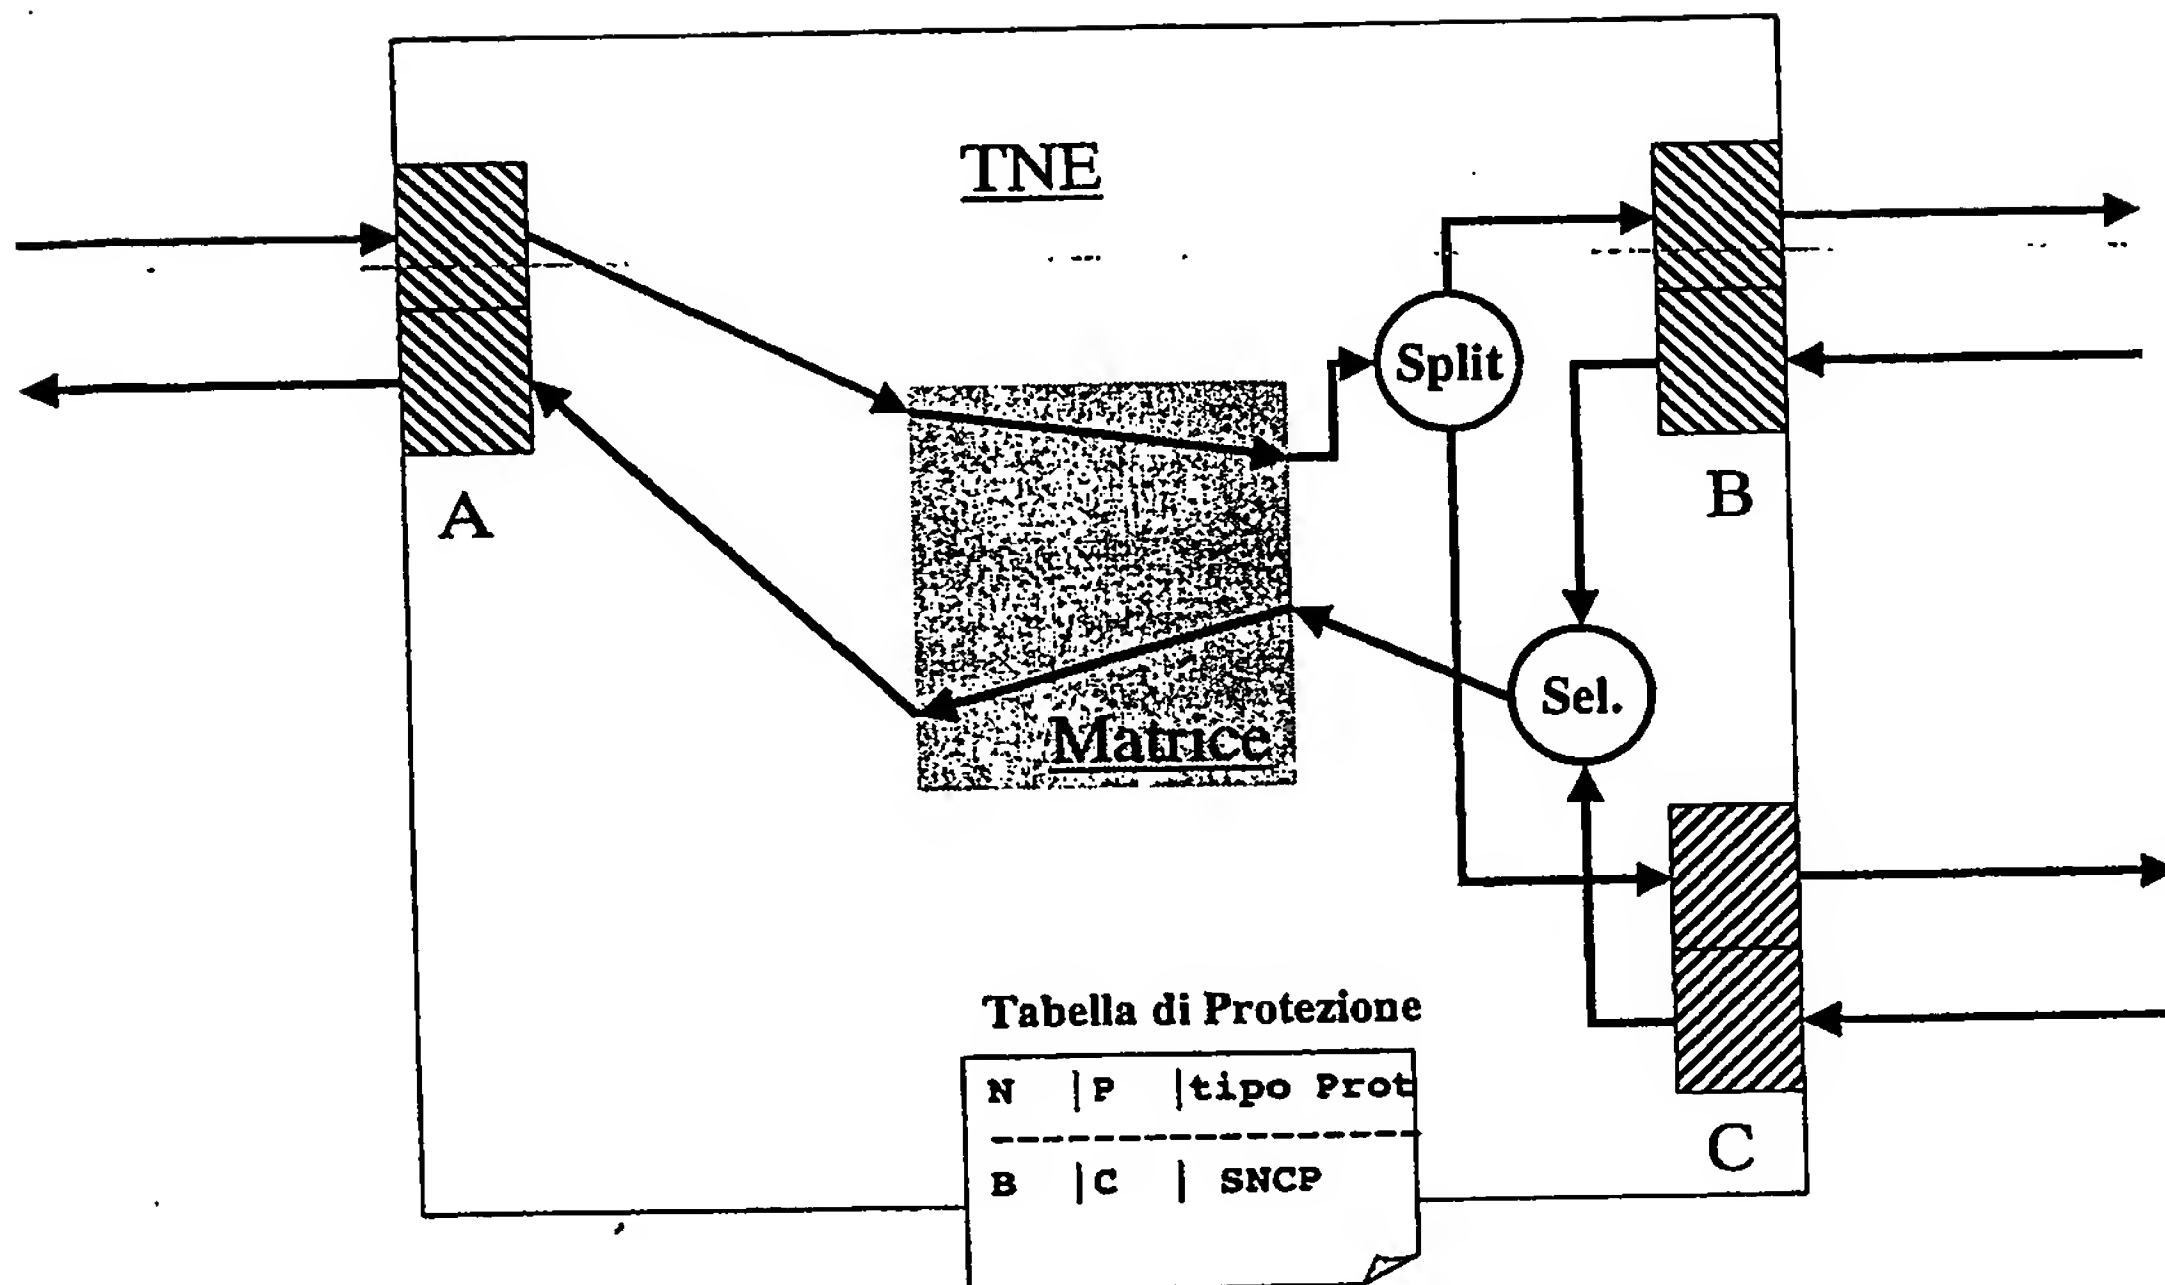 TNE
Split
A
B
Sel.
Matrice
Tabella di Protezione
N |P |tipo Prot
B |C | SNCP
C